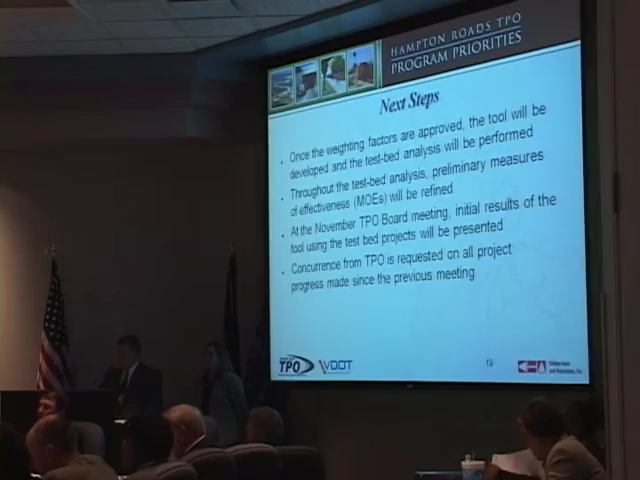 HAMPTON ROADS TPO
PROGRAM PRIORITIES
Next Steps
• Once the weighting factors are approved, the tool will be
developed and the test-bed analysis will be performed
• Throughout the test-bed analysis, preliminary measures
of effectiveness (MOEs) will be refined
• At the November TPO Board meeting, initial results of the
tool using the test bed projects will be presented
• Concurrence from TPO is requested on all project
progress made since the previous meeting
TPO
VDOT
and Associates, Inc.